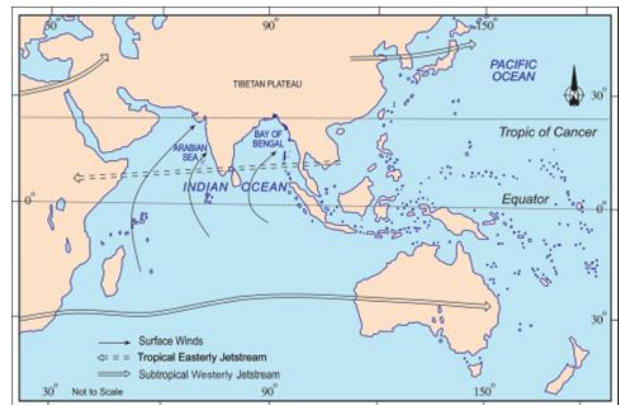 30°
90°
150°
PACIFIC
OCEAN
TIBETAN PLATEAU
N
30°
ARABIAN
SEA
BAY OF
BENGAL
Tropic of Cancer
INDIAN OCEAN
0°
Equator
0°
30°
Surface Winds
Tropical Easterly Jetstream
Subtropical Westerly Jetstream
30°
Not to Scale
90°
150°